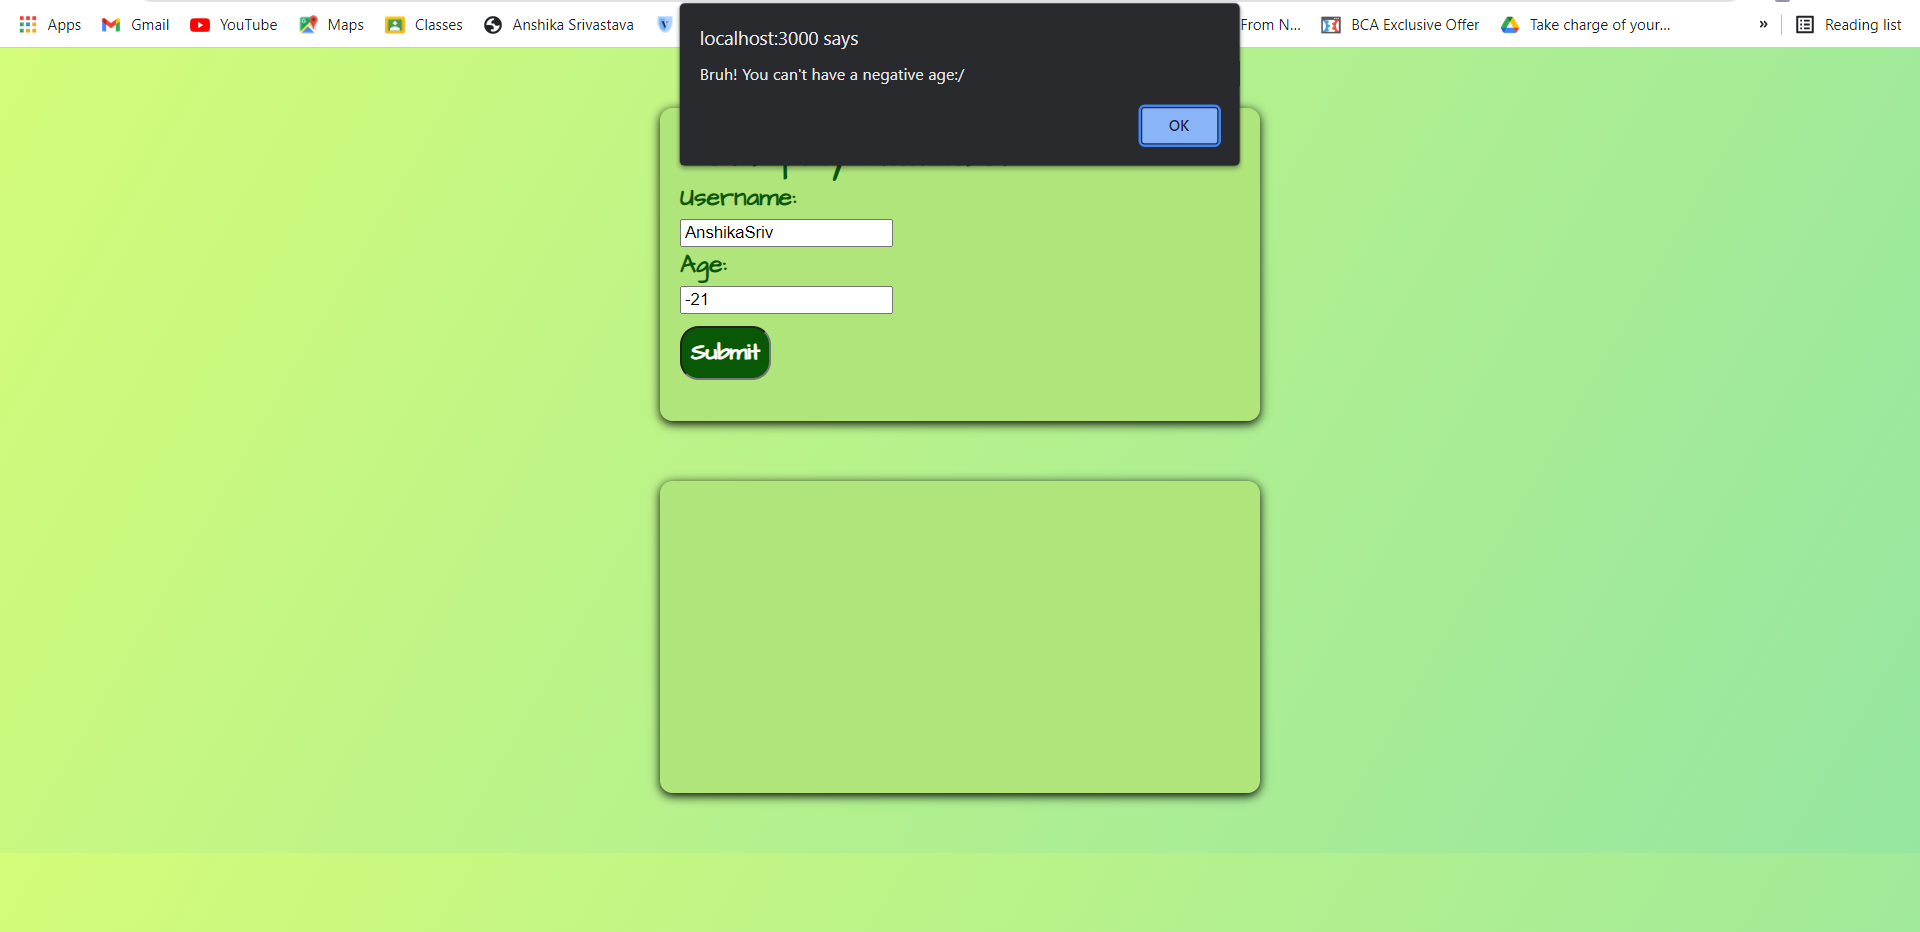 Apps Gmail YouTube Maps Classes Anshika Srivastava From N... BCA Exclusive Offer Take charge of your... » Reading list
localhost:3000 says
Bruh! You can't have a negative age:/
OK
Username:
AnshikaSriv
Age:
-21
Submit